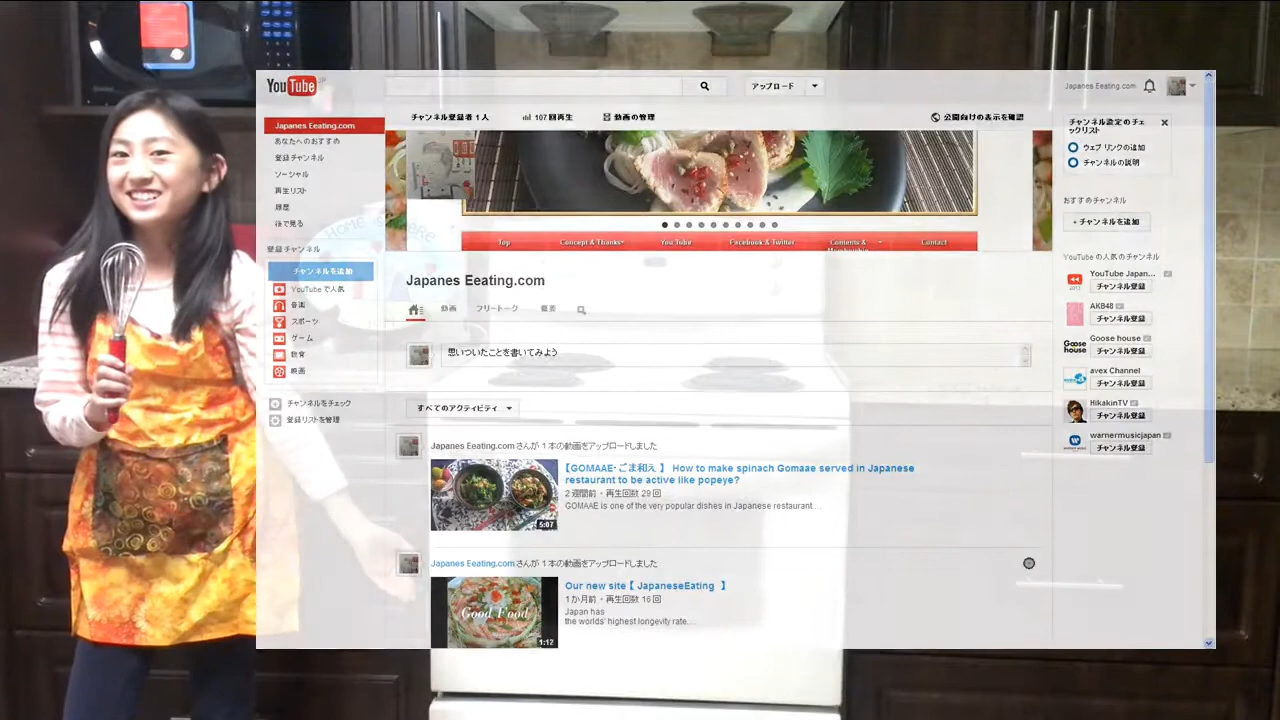 YouTube JP
アップロード
Japanes Eeating.com
チャンネル登録者 1 人
107 回再生
動画の管理
公開向けの表示を確認
Japanes Eeating.com
あなたへのおすすめ
登録チャンネル
ソーシャル
再生リスト
履歴
後で見る
登録チャンネル
チャンネルを追加
YouTube で人気
音楽
スポーツ
ゲーム
教育
映画
チャンネルをチェック
登録リストを管理
HOME
Top
Concept & Thanks
You Tube
Facebook & Twitter
Contents &
Contact
Japanes Eeating.com
動画
フリートーク
概要
思いついたことを書いてみよう
すべてのアクティビティ
Japanes Eeating.com さんが 1 本の動画をアップロードしました
【GOMAAE･ごま和え 】 How to make spinach Gomaae served in Japanese
restaurant to be active like popeye?
2 週間前 • 再生回数 29 回
GOMAAE is one of the very popular dishes in Japanese restaurant...
5:07
Japanes Eeating.com さんが 1 本の動画をアップロードしました
Our new site 【 JapaneseEating 】
1 か月前 • 再生回数 16 回
Japan has
the worlds' highest longevity rate...
Good Food
1:12
チャンネル設定のチェ
ックリスト
ウェブ リンクの追加
チャンネルの説明
おすすめチャンネル
+ チャンネルを追加
YouTube の人気のチャンネル
YouTube Japan...
チャンネル登録
AKB48
チャンネル登録
Goose house
チャンネル登録
avex Channel
チャンネル登録
HikakinTV
チャンネル登録
warnermusicjapan
チャンネル登録